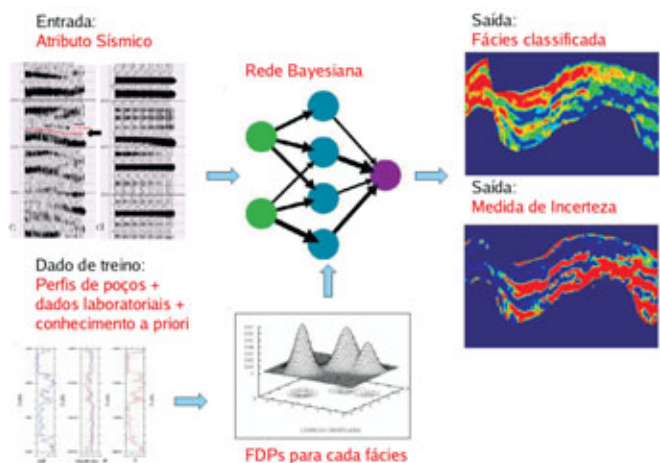 Entrada:
Atributo Sísmico
Rede Bayesiana
Saída:
Fácies classificada
Saída:
Medida de Incerteza
Dado de treino:
Perfis de poços +
dados laboratoriais +
conhecimento a priori
FDPs para cada fácies